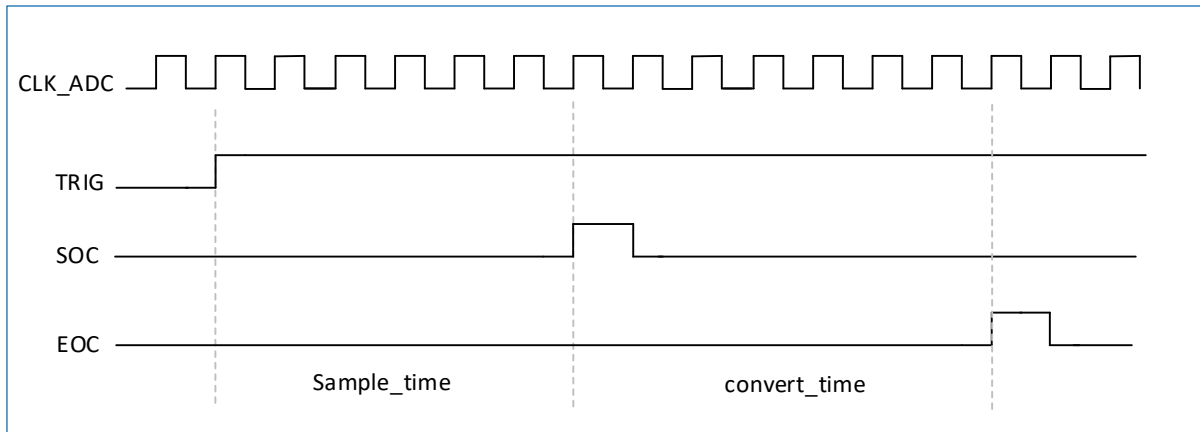 CLK_ADC
TRIG
SOC
EOC
Sample_time
convert_time